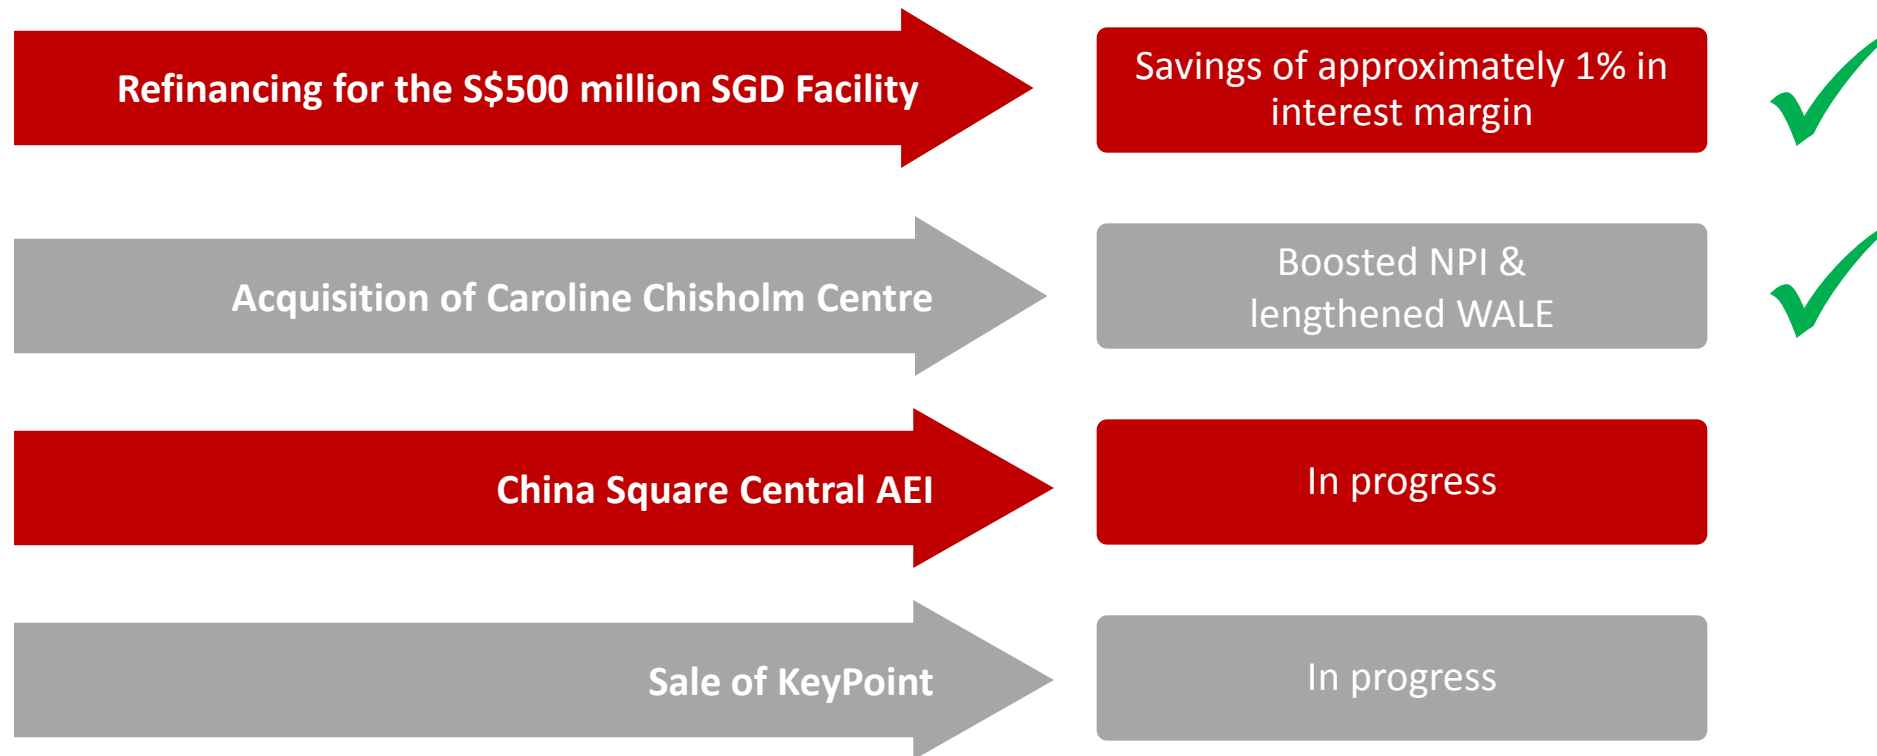 Refinancing for the S$500 million SGD Facility
Savings of approximately 1% in
interest margin
Acquisition of Caroline Chisholm Centre
Boosted NPI &
lengthened WALE
China Square Central AEI
In progress
Sale of KeyPoint
In progress